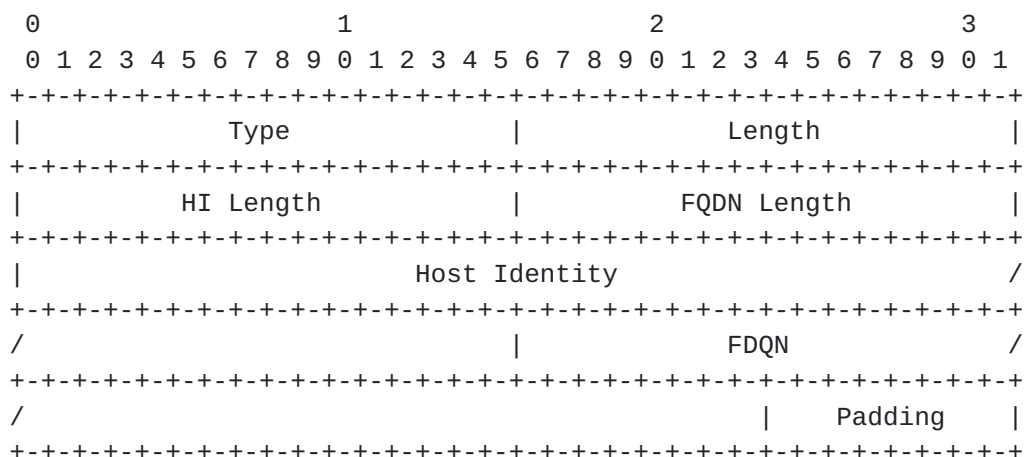 0                   1                   2                   3
 0 1 2 3 4 5 6 7 8 9 0 1 2 3 4 5 6 7 8 9 0 1 2 3 4 5 6 7 8 9 0 1
+-+-+-+-+-+-+-+-+-+-+-+-+-+-+-+-+-+-+-+-+-+-+-+-+-+-+-+-+-+-+-+-+
|             Type              |             Length            |
+-+-+-+-+-+-+-+-+-+-+-+-+-+-+-+-+-+-+-+-+-+-+-+-+-+-+-+-+-+-+-+-+
|          HI Length            |          FQDN Length          |
+-+-+-+-+-+-+-+-+-+-+-+-+-+-+-+-+-+-+-+-+-+-+-+-+-+-+-+-+-+-+-+-+
|                         Host Identity                         /
+-+-+-+-+-+-+-+-+-+-+-+-+-+-+-+-+-+-+-+-+-+-+-+-+-+-+-+-+-+-+-+-+
/                               |             FDQN              /
+-+-+-+-+-+-+-+-+-+-+-+-+-+-+-+-+-+-+-+-+-+-+-+-+-+-+-+-+-+-+-+-+
/                                               |    Padding    |
+-+-+-+-+-+-+-+-+-+-+-+-+-+-+-+-+-+-+-+-+-+-+-+-+-+-+-+-+-+-+-+-+